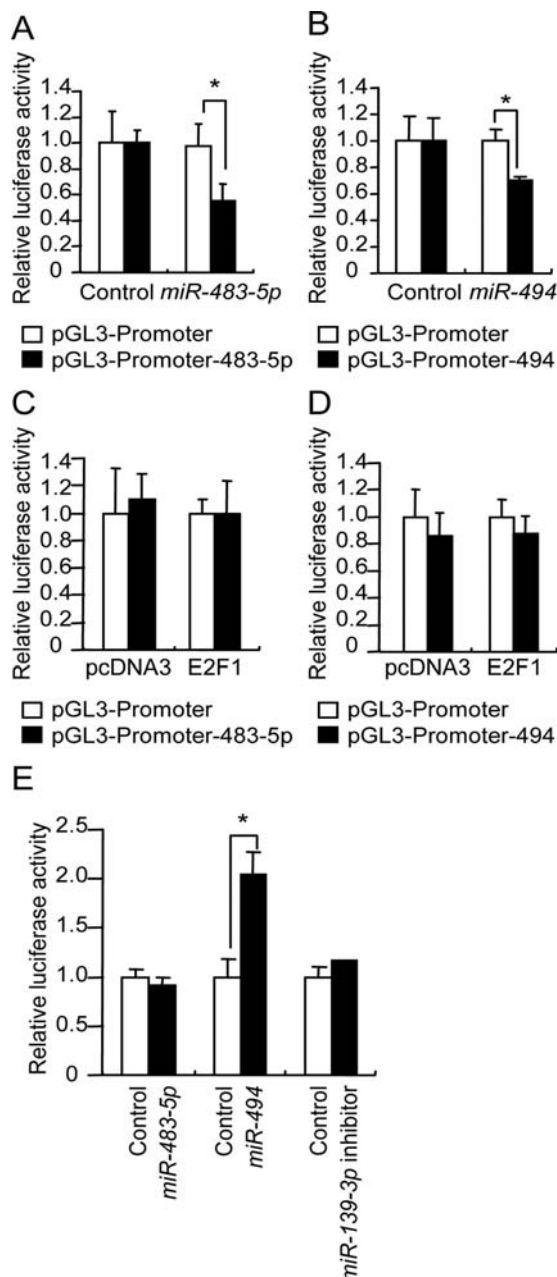 A
Relative luciferase activity
1.4
1.2
1.0
0.8
0.6
0.4
0.2
0
*
Control miR-483-5p
pGL3-Promoter
pGL3-Promoter-483-5p
B
Relative luciferase activity
1.4
1.2
1.0
0.8
0.6
0.4
0.2
0
*
Control miR-494
pGL3-Promoter
pGL3-Promoter-494
C
Relative luciferase activity
1.4
1.2
1.0
0.8
0.6
0.4
0.2
0
pcDNA3 E2F1
pGL3-Promoter
pGL3-Promoter-483-5p
D
Relative luciferase activity
1.4
1.2
1.0
0.8
0.6
0.4
0.2
0
pcDNA3 E2F1
pGL3-Promoter
pGL3-Promoter-494
E
Relative luciferase activity
2.5
2.0
1.5
1.0
0.5
0
*
Control
miR-483-5p
Control
miR-494
Control
miR-139-3p inhibitor